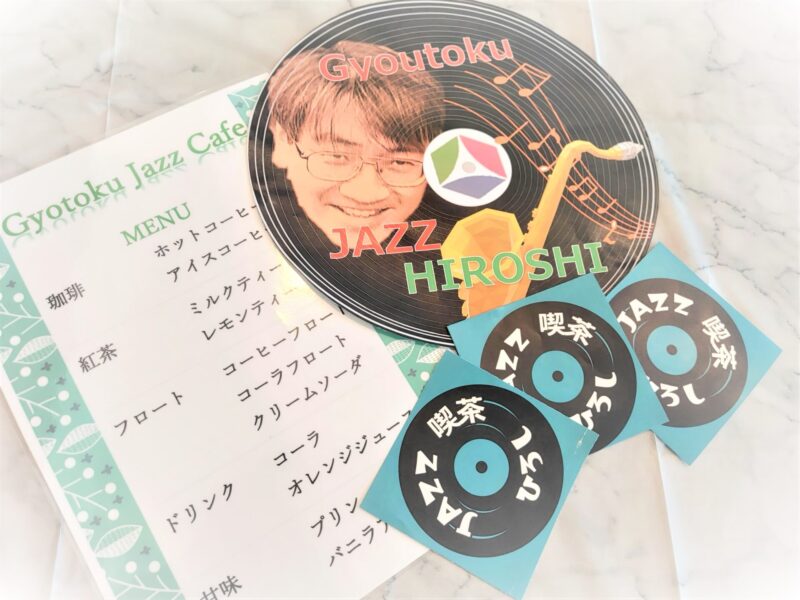 Gyotoku Jazz Cafe
MENU
珈琲
ホットコーヒー
アイスコーヒー
紅茶
ミルクティー
レモンティー
フロート
コーヒーフロート
コーラフロート
クリームソーダ
ドリンク
コーラ
オレンジジュース
甘味
プリン
バニラ
Gyoutoku
JAZZ
HIROSHI
JAZZ 喫茶 ひろし
JAZZ 喫茶 ひろし
JAZZ 喫茶 ひろし